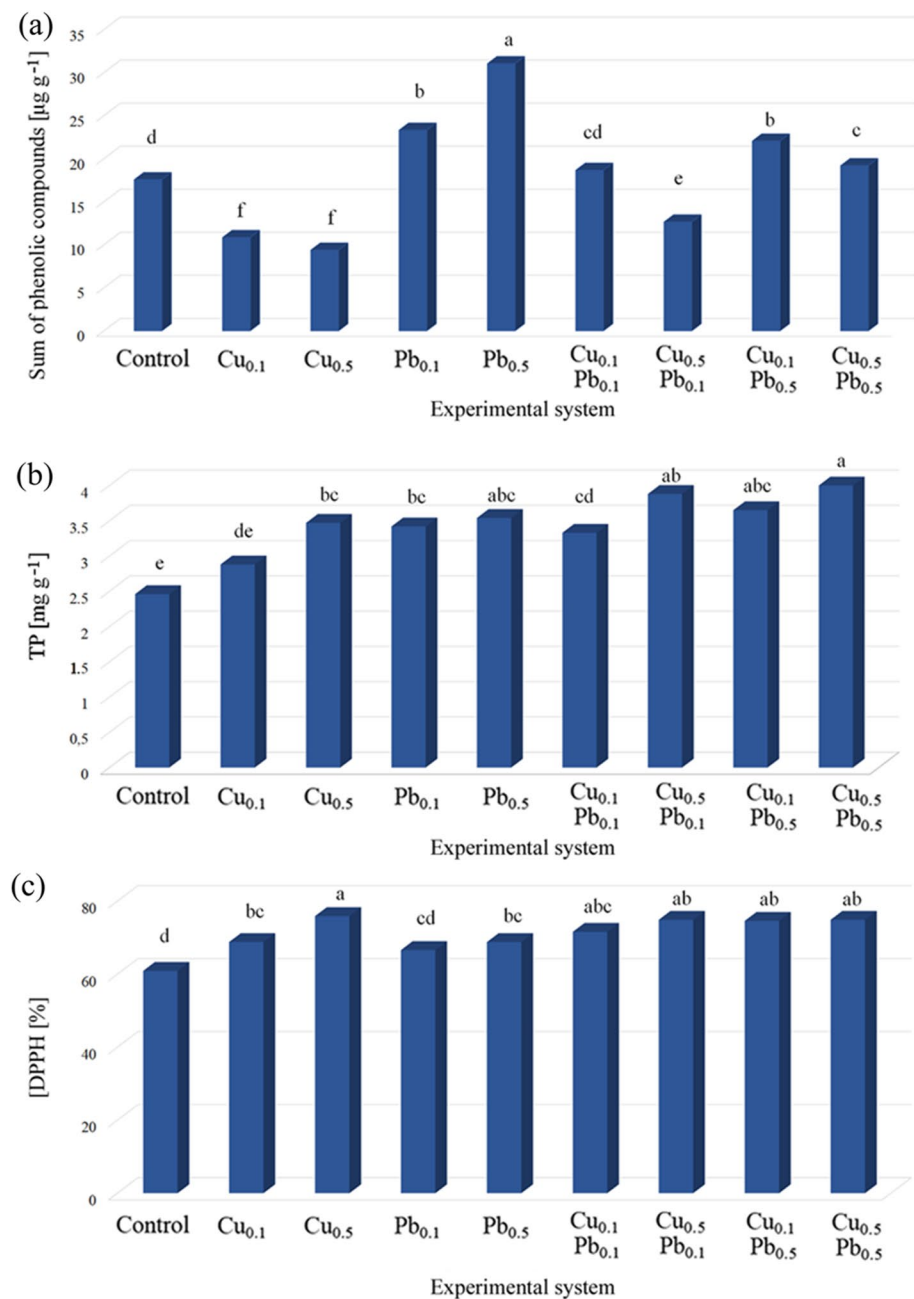 (a)
Sum of phenolic compounds [µg g⁻¹]
35
30
25
20
15
10
5
0
d
f
f
b
a
cd
e
b
c
Control Cu0.1 Cu0.5 Pb0.1 Pb0.5 Cu0.1 Cu0.5 Cu0.1 Cu0.5
Pb0.1 Pb0.1 Pb0.5 Pb0.5
Experimental system
(b)
TP [mg g⁻¹]
4
3.5
3
2.5
2
1.5
1
0,5
0
e
de
bc
bc
abc
cd
ab
abc
a
Control Cu0.1 Cu0.5 Pb0.1 Pb0.5 Cu0.1 Cu0.5 Cu0.1 Cu0.5
Pb0.1 Pb0.1 Pb0.5 Pb0.5
Experimental system
(c)
[DPPH [%]
80
60
40
20
0
d
bc
a
cd
bc
abc
ab
ab
ab
Control Cu0.1 Cu0.5 Pb0.1 Pb0.5 Cu0.1 Cu0.5 Cu0.1 Cu0.5
Pb0.1 Pb0.1 Pb0.5 Pb0.5
Experimental system